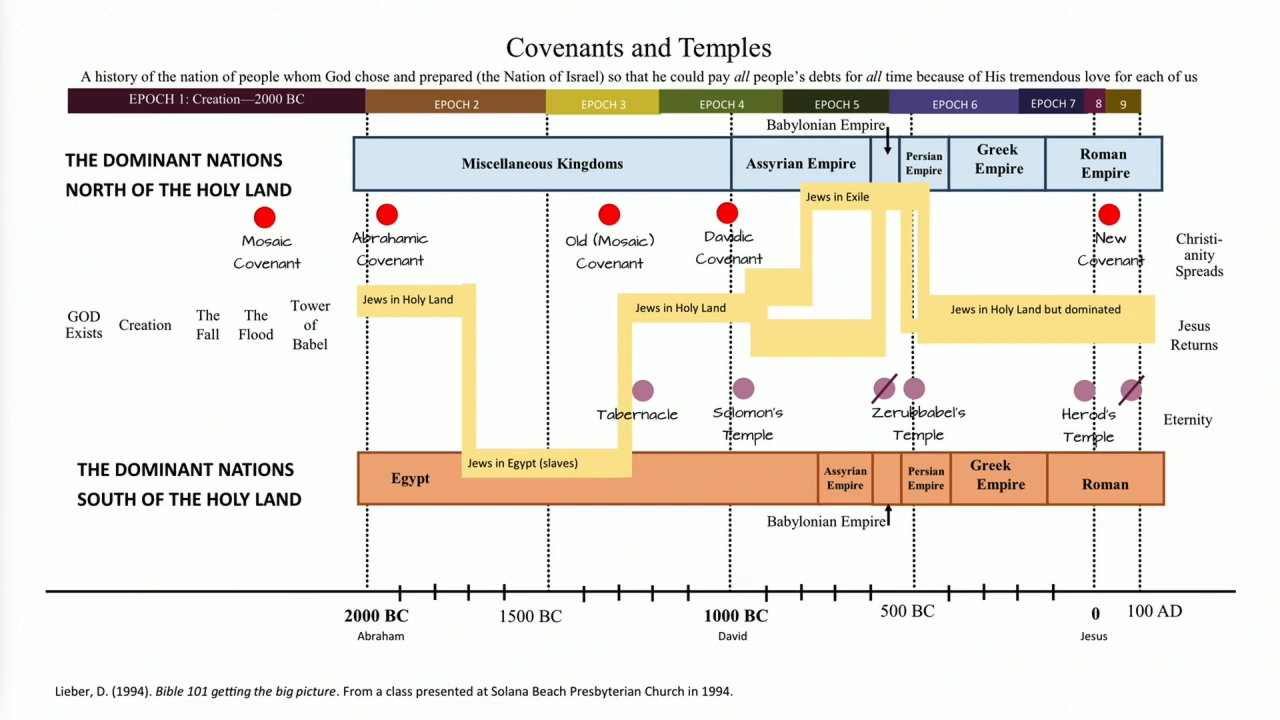 Covenants and Temples
A history of the nation of people whom God chose and prepared (the Nation of Israel) so that he could pay all people's debts for all time because of His tremendous love for each of us
EPOCH 1: Creation—2000 BC
EPOCH 2
EPOCH 3
EPOCH 4
EPOCH 5
EPOCH 6
EPOCH 7
8
9
Babylonian Empire
THE DOMINANT NATIONS
NORTH OF THE HOLY LAND
Miscellaneous Kingdoms
Assyrian Empire
Persian
Empire
Greek
Empire
Roman
Empire
Jews in Exile
Mosaic
Covenant
Abrahamic
Covenant
Old (Mosaic)
Covenant
Davidic
Covenant
New
Covenant
Christi-
anity
Spreads
GOD
Exists
Creation
The
Fall
The
Flood
Tower
of
Babel
Jews in Holy Land
Jews in Holy Land
Jews in Holy Land but dominated
Jesus
Returns
Tabernacle
Solomon's
Temple
Zerubbabel's
Temple
Herod's
Temple
Eternity
THE DOMINANT NATIONS
SOUTH OF THE HOLY LAND
Egypt
Jews in Egypt (slaves)
Assyrian
Empire
Persian
Empire
Greek
Empire
Roman
Babylonian Empire
2000 BC
Abraham
1500 BC
1000 BC
David
500 BC
0
Jesus
100 AD
Lieber, D. (1994). Bible 101 getting the big picture. From a class presented at Solana Beach Presbyterian Church in 1994.